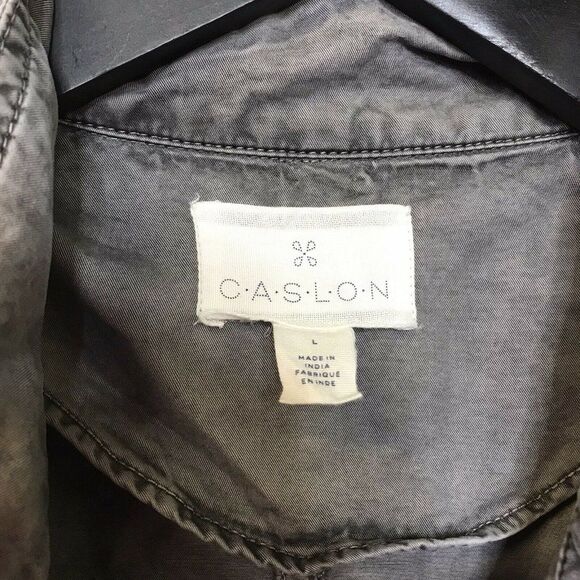 C·A·S·L·O·N
L
MADE IN
INDIA
FABRIQUÉ
EN INDE